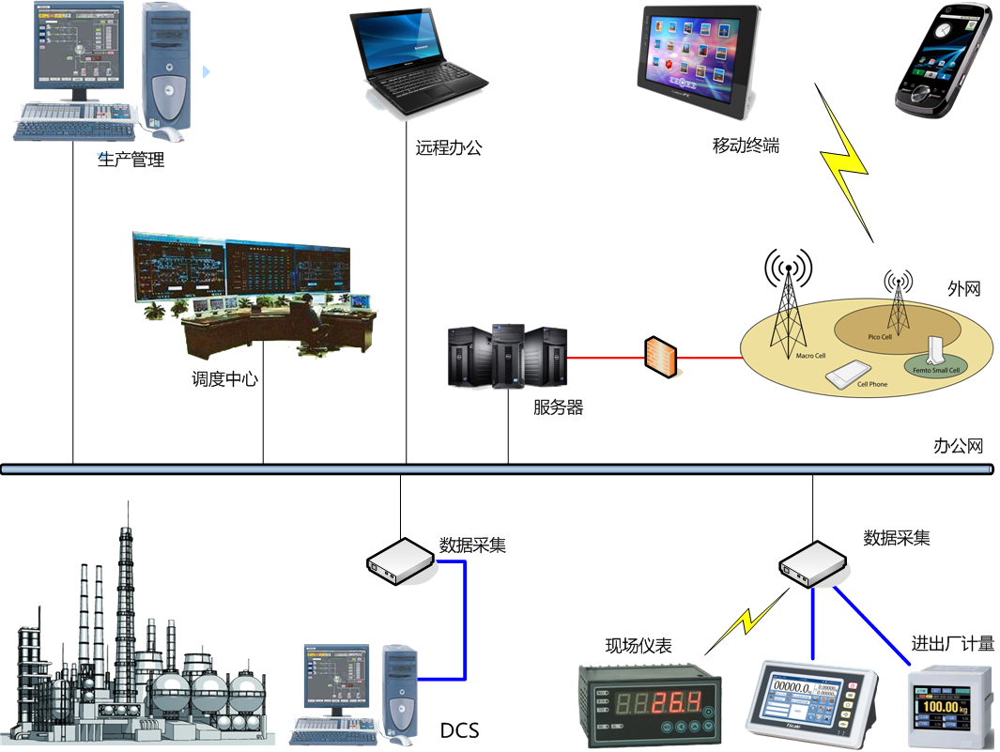 生产管理
远程办公
移动终端
外网
Pico Cell
Macro Cell
Femto Small Cell
Cell Phone
调度中心
服务器
办公网
数据采集
数据采集
现场仪表
进出厂计量
26.4
00000.0
100.00 kg
DCS